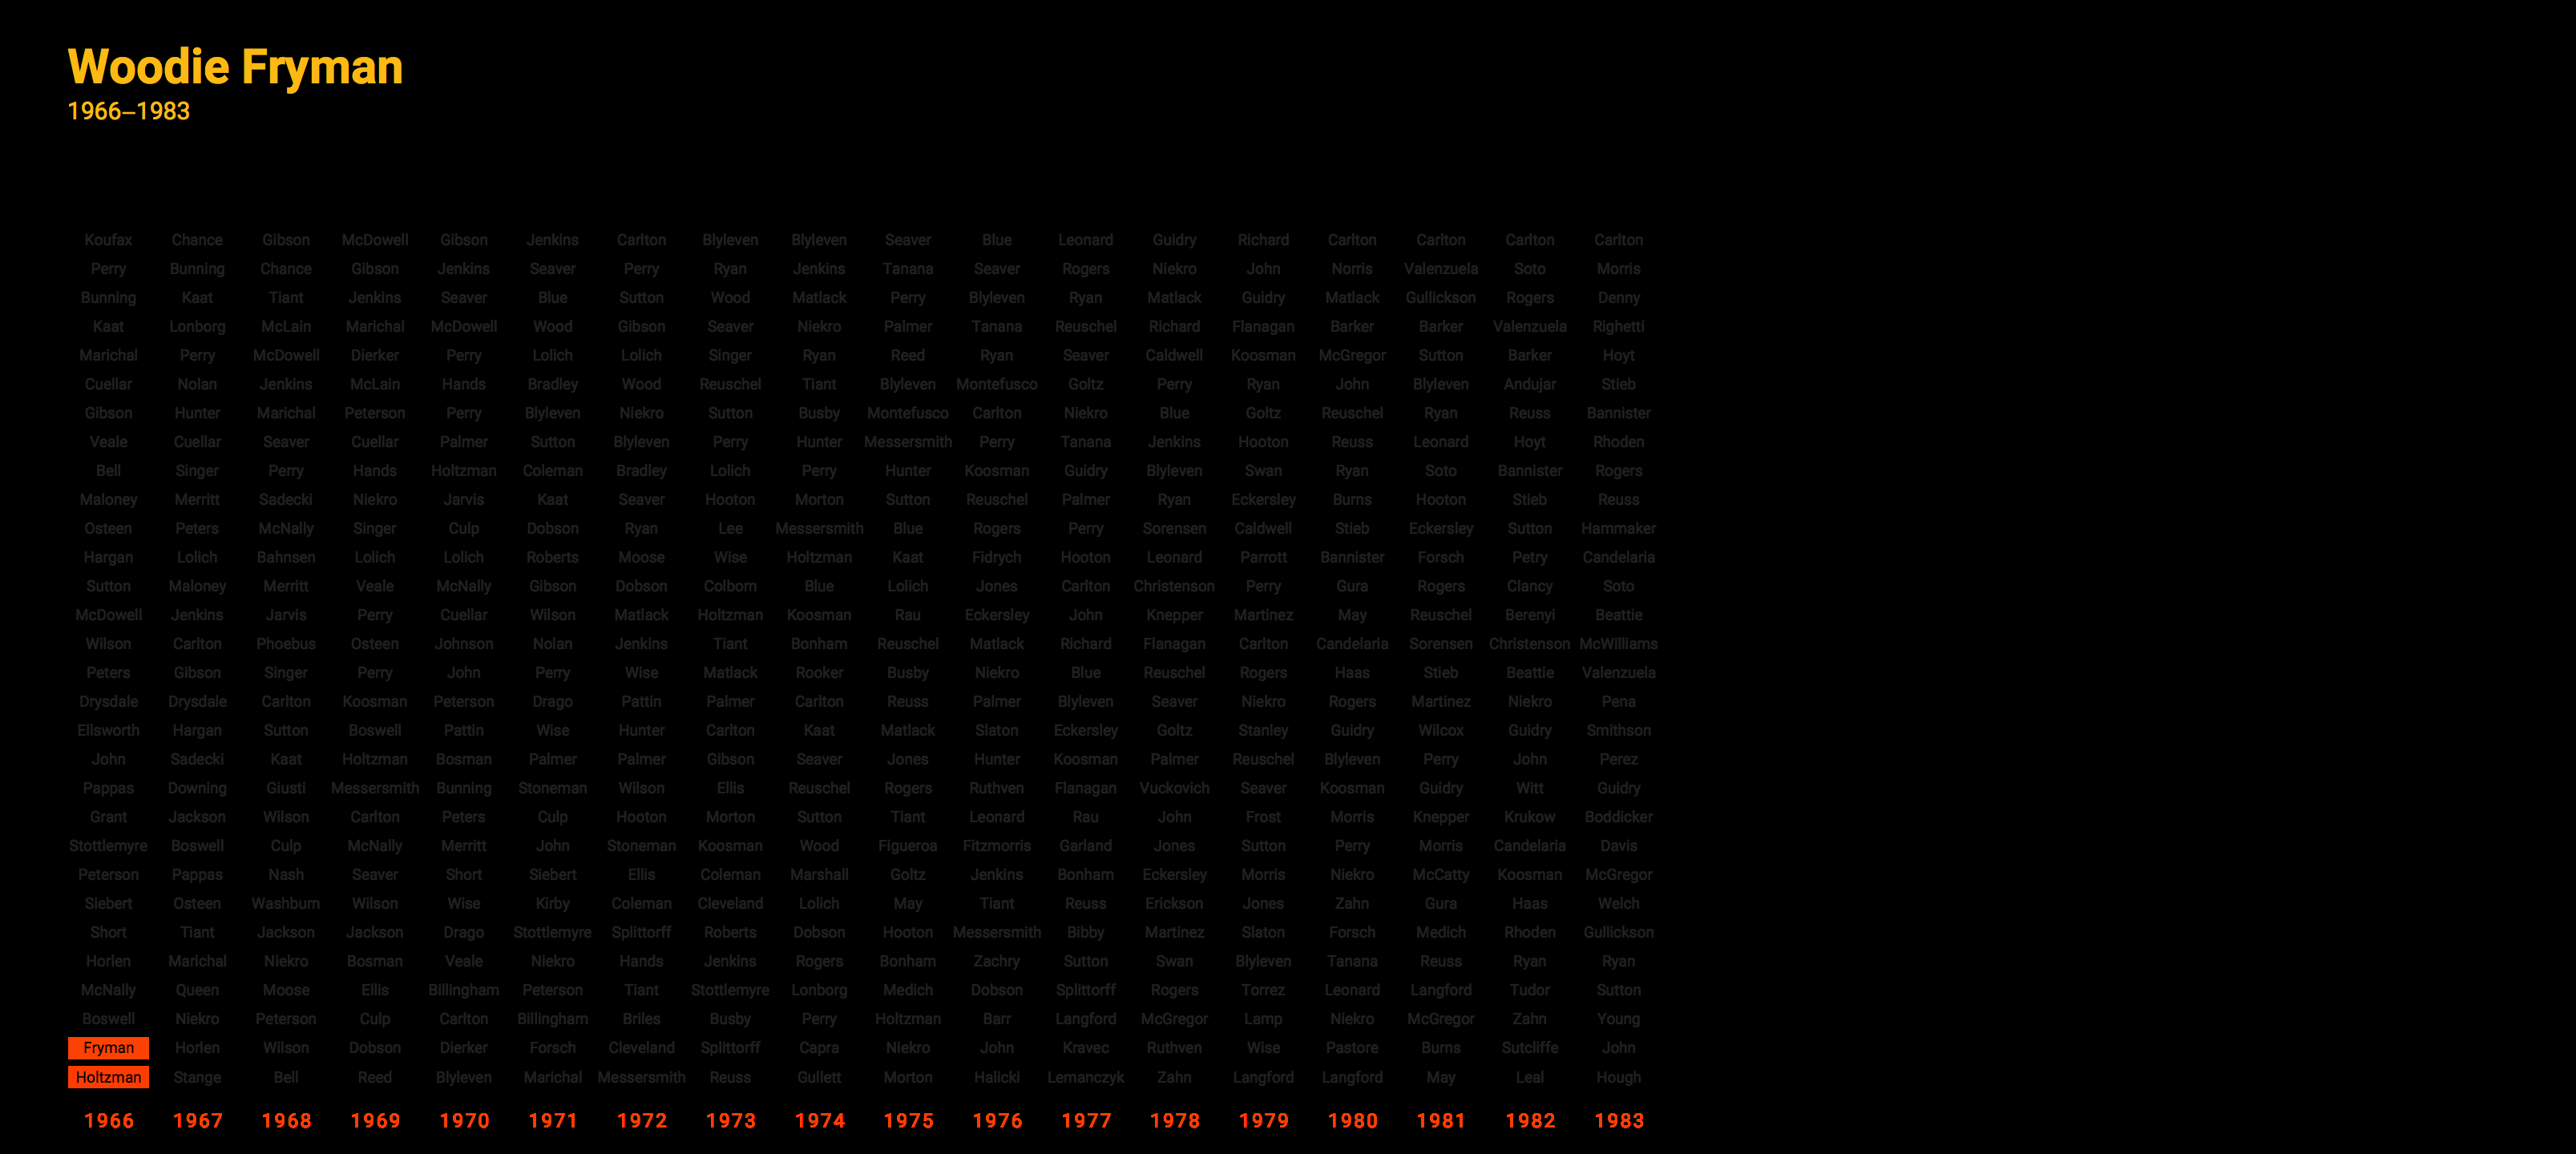 Woodie Fryman
1966–1983
Koufax Chance Gibson McDowell Gibson Jenkins Carlton Blyleven Blyleven Seaver Blue Leonard Guidry Richard Carlton Carlton Carlton Carlton
Perry Bunning Chance Gibson Jenkins Seaver Perry Ryan Jenkins Tanana Seaver Rogers Niekro John Norris Valenzuela Soto Morris
Bunning Kaat Tiant Jenkins Seaver Blue Sutton Wood Matlack Perry Blyleven Ryan Matlack Guidry Matlack Gullickson Rogers Denny
Kaat Lonborg McLain Marichal McDowell Wood Gibson Seaver Niekro Palmer Tanana Reuschel Richard Flanagan Barker Barker Valenzuela Righetti
Marichal Perry McDowell Dierker Perry Lolich Lolich Singer Ryan Reed Ryan Seaver Caldwell Koosman McGregor Sutton Barker Hoyt
Cuellar Nolan Jenkins McLain Hands Bradley Wood Reuschel Tiant Blyleven Montefusco Goltz Perry Ryan John Blyleven Andujar Stieb
Gibson Hunter Marichal Peterson Perry Blyleven Niekro Sutton Busby Montefusco Carlton Niekro Blue Goltz Reuschel Ryan Reuss Bannister
Veale Cuellar Seaver Cuellar Palmer Sutton Blyleven Perry Hunter Messersmith Perry Tanana Jenkins Hooton Reuss Leonard Hoyt Rhoden
Bell Singer Perry Hands Holtzman Coleman Bradley Lolich Perry Hunter Koosman Guidry Blyleven Swan Ryan Soto Bannister Rogers
Maloney Merritt Sadecki Niekro Jarvis Kaat Seaver Hooton Morton Sutton Reuschel Palmer Ryan Eckersley Burns Hooton Stieb Reuss
Osteen Peters McNally Singer Culp Dobson Ryan Lee Messersmith Blue Rogers Perry Sorensen Caldwell Stieb Eckersley Sutton Hammaker
Hargan Lolich Bahnsen Lolich Lolich Roberts Moose Wise Holtzman Kaat Fidrych Hooton Leonard Parrott Bannister Forsch Petry Candelaria
Sutton Maloney Merritt Veale McNally Gibson Dobson Colborn Blue Lolich Jones Carlton Christenson Perry Gura Rogers Clancy Soto
McDowell Jenkins Jarvis Perry Cuellar Wilson Matlack Holtzman Koosman Rau Eckersley John Knepper Martinez May Reuschel Berenyi Beattie
Wilson Carlton Phoebus Osteen Johnson Nolan Jenkins Tiant Bonham Reuschel Matlack Richard Flanagan Carlton Candelaria Sorensen Christenson McWilliams
Peters Gibson Singer Perry John Perry Wise Matlack Rooker Busby Niekro Blue Reuschel Rogers Haas Stieb Beattie Valenzuela
Drysdale Drysdale Carlton Koosman Peterson Drago Pattin Palmer Carlton Reuss Palmer Blyleven Seaver Niekro Rogers Martinez Niekro Pena
Ellsworth Hargan Sutton Boswell Pattin Wise Hunter Carlton Kaat Matlack Slaton Eckersley Goltz Stanley Guidry Wilcox Guidry Smithson
John Sadecki Kaat Holtzman Bosman Palmer Palmer Gibson Seaver Jones Hunter Koosman Palmer Reuschel Blyleven Perry John Perez
Pappas Downing Giusti Messersmith Bunning Stoneman Wilson Ellis Reuschel Rogers Ruthven Flanagan Vuckovich Seaver Koosman Guidry Witt Guidry
Grant Jackson Wilson Carlton Peters Culp Hooton Morton Sutton Tiant Leonard Rau John Frost Morris Knepper Krukow Boddicker
Stottlemyre Boswell Culp McNally Merritt John Stoneman Koosman Wood Figueroa Fitzmorris Garland Jones Sutton Perry Morris Candelaria Davis
Peterson Pappas Nash Seaver Short Siebert Ellis Coleman Marshall Goltz Jenkins Bonham Eckersley Morris Niekro McCatty Koosman McGregor
Siebert Osteen Washburn Wilson Wise Kirby Coleman Cleveland Lolich May Tiant Reuss Erickson Jones Zahn Gura Haas Welch
Short Tiant Jackson Jackson Drago Stottlemyre Splittorff Roberts Dobson Hooton Messersmith Bibby Martinez Slaton Forsch Medich Rhoden Gullickson
Horlen Marichal Niekro Bosman Veale Niekro Hands Jenkins Rogers Bonham Zachry Sutton Swan Blyleven Tanana Reuss Ryan Ryan
McNally Queen Moose Ellis Billingham Peterson Tiant Stottlemyre Lonborg Medich Dobson Splittorff Rogers Torrez Leonard Langford Tudor Sutton
Boswell Niekro Peterson Culp Carlton Billingham Briles Busby Perry Holtzman Barr Langford McGregor Lamp Niekro McGregor Zahn Young
Fryman Horlen Wilson Dobson Dierker Forsch Cleveland Splittorff Capra Niekro John Kravec Ruthven Wise Pastore Burns Sutcliffe John
Holtzman Stange Bell Reed Blyleven Marichal Messersmith Reuss Gullett Morton Halicki Lemanczyk Zahn Langford Langford May Leal Hough
1966 1967 1968 1969 1970 1971 1972 1973 1974 1975 1976 1977 1978 1979 1980 1981 1982 1983